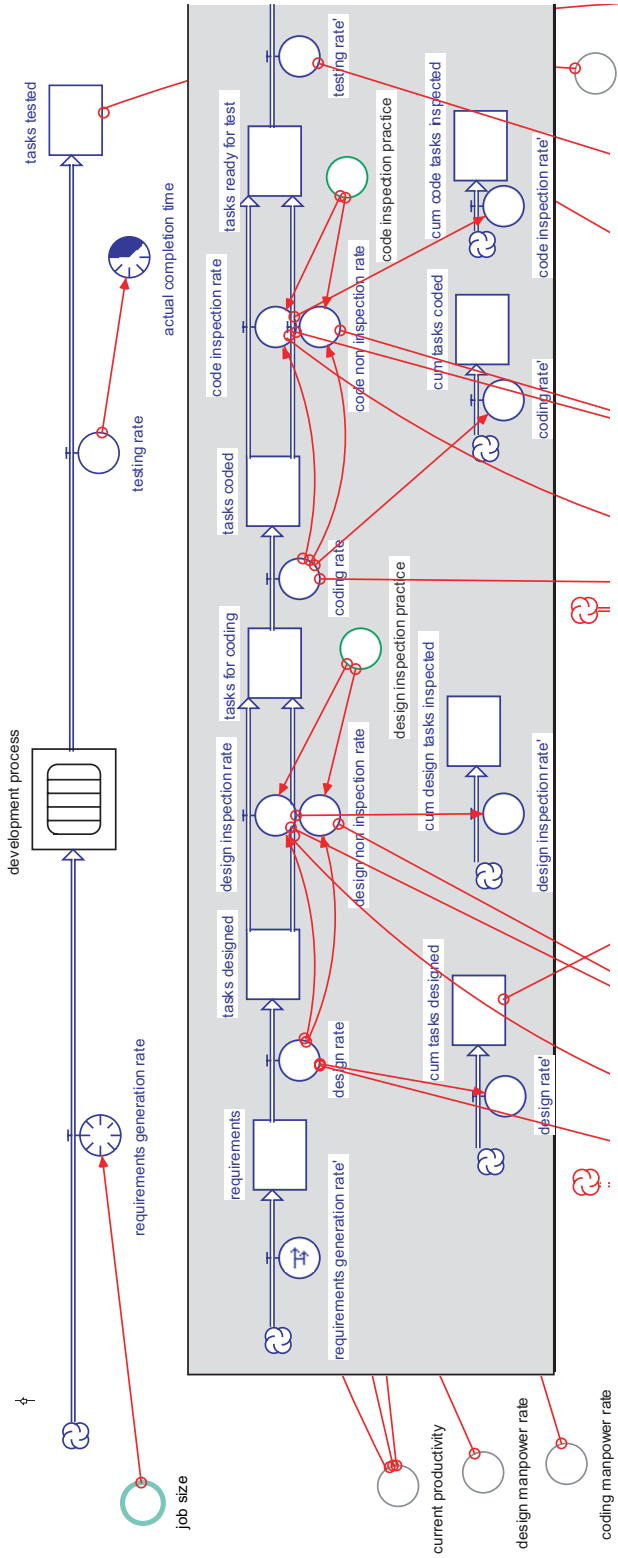 development process
tasks tested
requirements generation rate
testing rate
actual completion time
job size
requirements
tasks designed
design inspection rate
tasks for coding
tasks coded
code inspection rate
tasks ready for test
requirements generation rate'
design rate
design non inspection rate
design inspection practice
coding rate
code non inspection rate
code inspection practice
testing rate'
cum tasks designed
cum design tasks inspected
cum tasks coded
cum code tasks inspected
design rate'
design inspection rate'
coding rate'
code inspection rate'
current productivity
design manpower rate
coding manpower rate